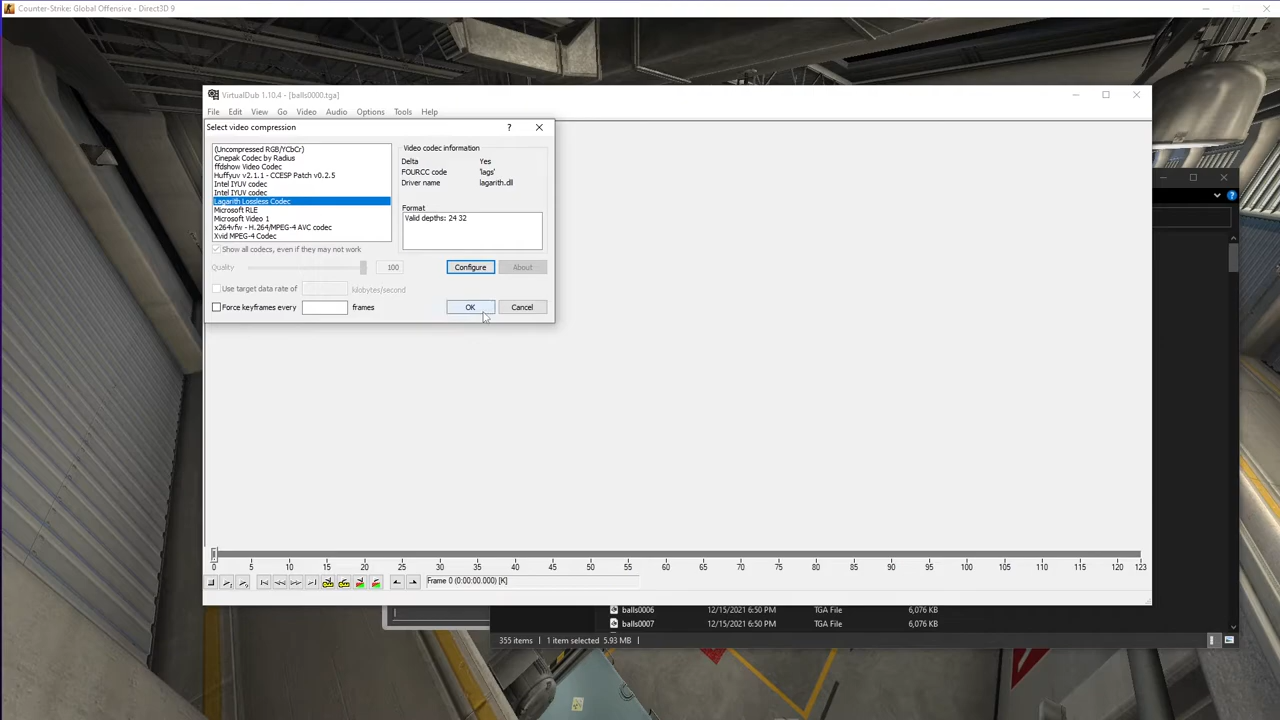 Counter-Strike: Global Offensive - Direct3D 9
VirtualDub 1.10.4 - [balls0000.tga]
File Edit View Go Video Audio Options Tools Help
Select video compression
?
(Uncompressed RGB/YCbCr)
Cinepak Codec by Radius
ffdshow Video Codec
Huffyuv v2.1.1 - CCESP Patch v0.2.5
Intel IYUV codec
Intel IYUV codec
Lagarith Lossless Codec
Microsoft RLE
Microsoft Video 1
x264vfw - H.264/MPEG-4 AVC codec
Xvid MPEG-4 Codec
Video codec information
Delta Yes
FOURCC code 'lags'
Driver name lagarith.dll
Format
Valid depths: 24 32
Show all codecs, even if they may not work
Quality 100
Configure About
Use target data rate of kilobytes/second
Force keyframes every frames
OK Cancel
0 5 10 15 20 25 30 35 40 45 50 55 60 65 70 75 80 85 90 95 100 105 110 115 120 123
Frame 0 (0:00:00.000) [K]
balls0006 12/15/2021 6:50 PM TGA File 6,076 KB
balls0007 12/15/2021 6:50 PM TGA File 6,076 KB
355 items 1 item selected 5.93 MB